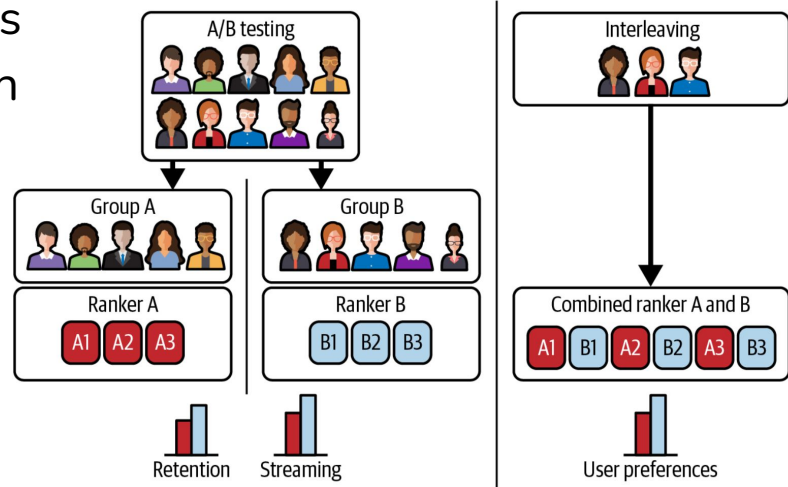 s
n
A/B testing
Group A
Ranker A
A1 A2 A3
Group B
Ranker B
B1 B2 B3
Retention Streaming
Interleaving
Combined ranker A and B
A1 B1 A2 B2 A3 B3
User preferences